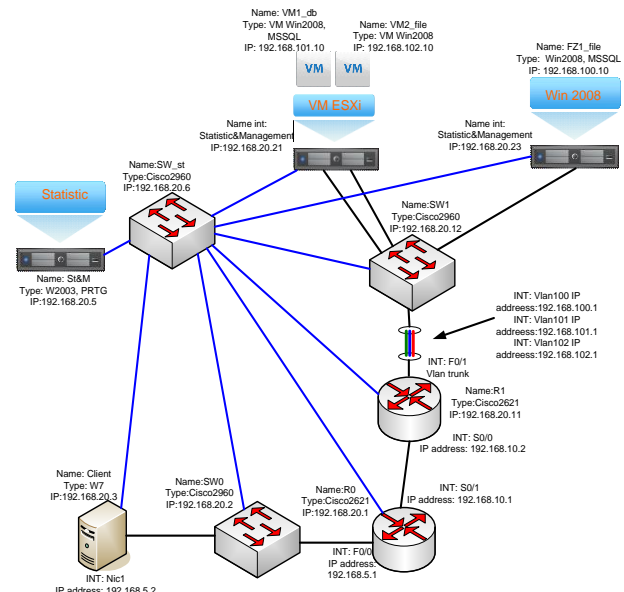 Name: VM1_db
Type: VM Win2008,
MSSQL
IP: 192.168.101.10
Name: VM2_file
Type: VM Win2008
IP: 192.168.102.10
Name: FZ1_file
Type: Win2008, MSSQL
IP: 192.168.100.10
VM
VM
VM ESXi
Win 2008
Name int:
Statistic&Management
IP:192.168.20.21
Name int:
Statistic&Management
IP:192.168.20.23
Name:SW_st
Type:Cisco2960
IP:192.168.20.6
Statistic
Name: St&M
Type: W2003, PRTG
IP:192.168.20.5
Name: SW1
Type:Cisco2960
IP:192.168.20.12
INT: Vlan100 IP
addreess:192.168.100.1
INT: Vlan101 IP
addreess:192.168.101.1
INT: Vlan102 IP
addreess:192.168.102.1
INT: F0/1
Vlan trunk
Name:R1
Type:Cisco2621
IP:192.168.20.11
INT: S0/0
IP address: 192.168.10.2
INT: S0/1
IP address: 192.168.10.1
Name: Client
Type: W7
IP:192.168.20.3
Name:SW0
Type:Cisco2960
IP:192.168.20.2
Name:R0
Type:Cisco2621
IP:192.168.20.1
INT: F0/0
IP address:
192.168.5.1
INT: Nic1
IP address: 192.168.5.2